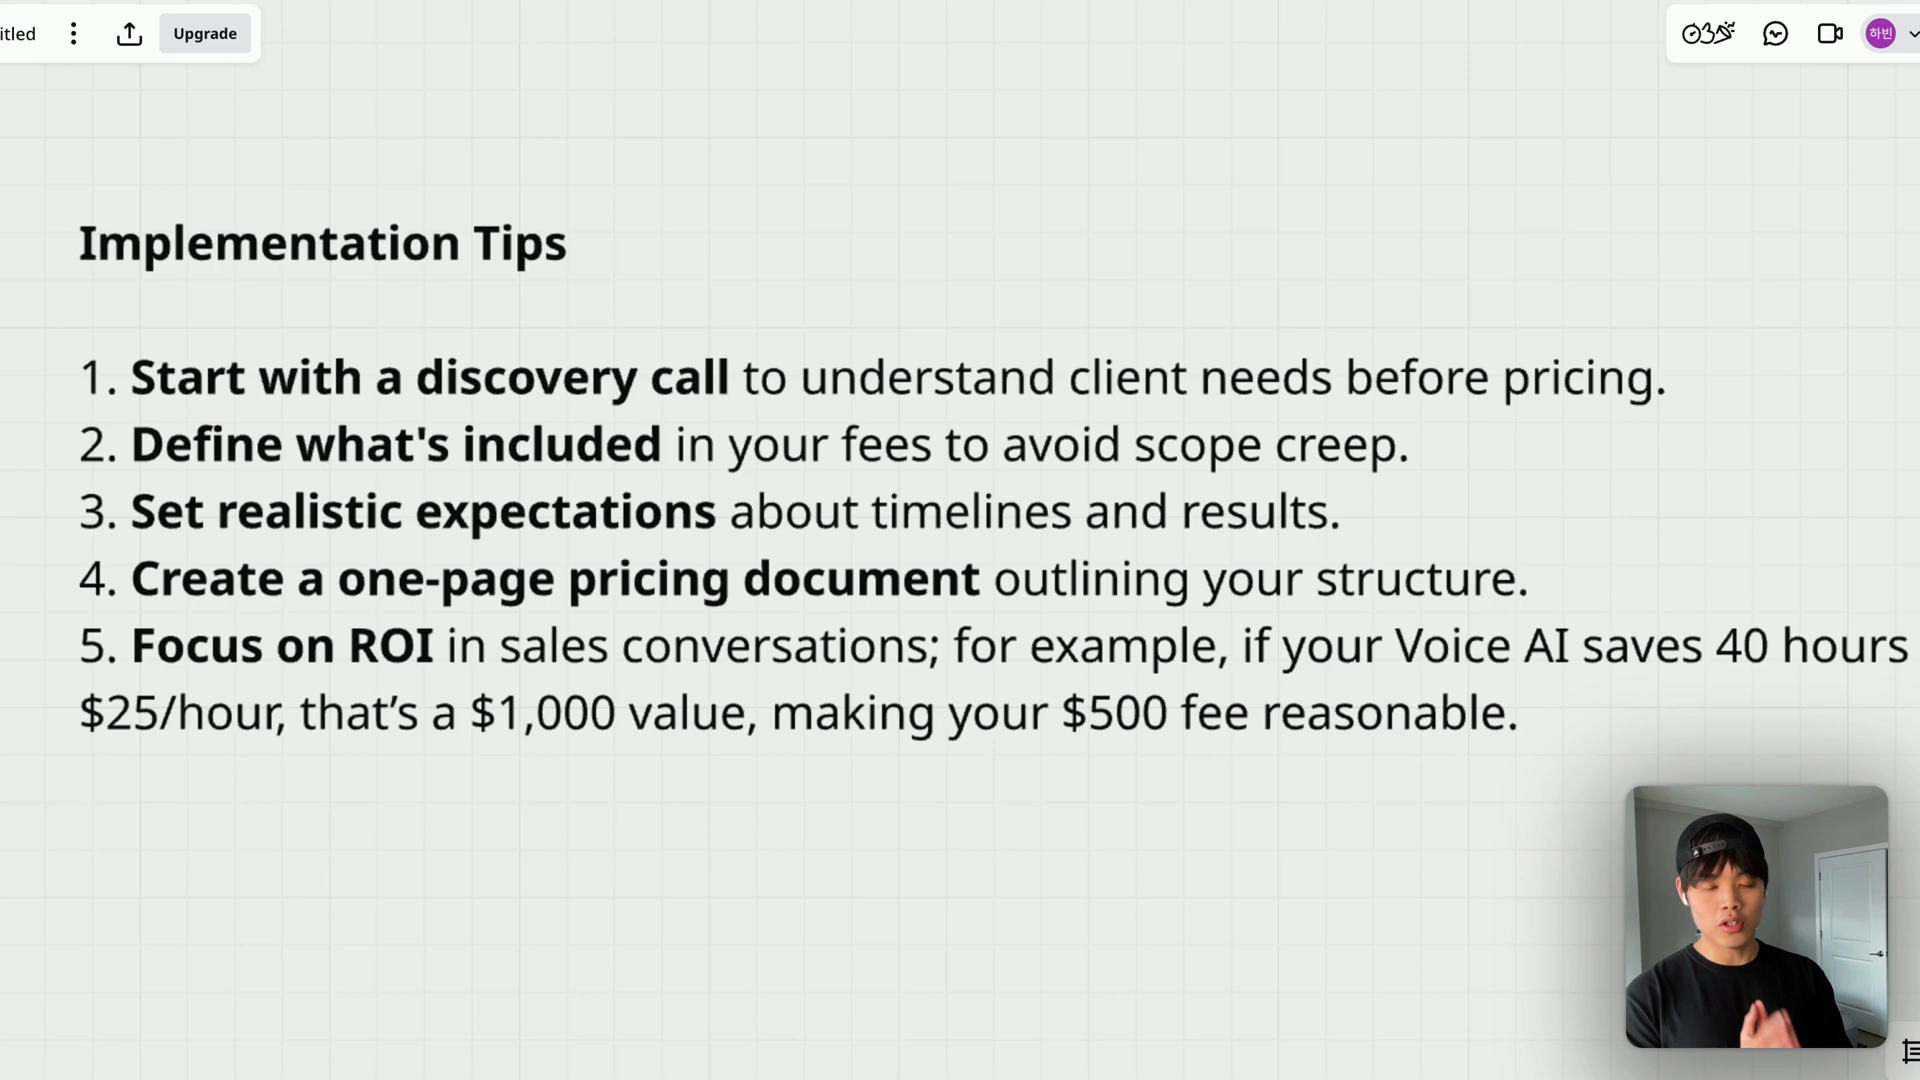 itled
Upgrade
하빈
Implementation Tips
1. Start with a discovery call to understand client needs before pricing.
2. Define what's included in your fees to avoid scope creep.
3. Set realistic expectations about timelines and results.
4. Create a one-page pricing document outlining your structure.
5. Focus on ROI in sales conversations; for example, if your Voice AI saves 40 hours
$25/hour, that’s a $1,000 value, making your $500 fee reasonable.